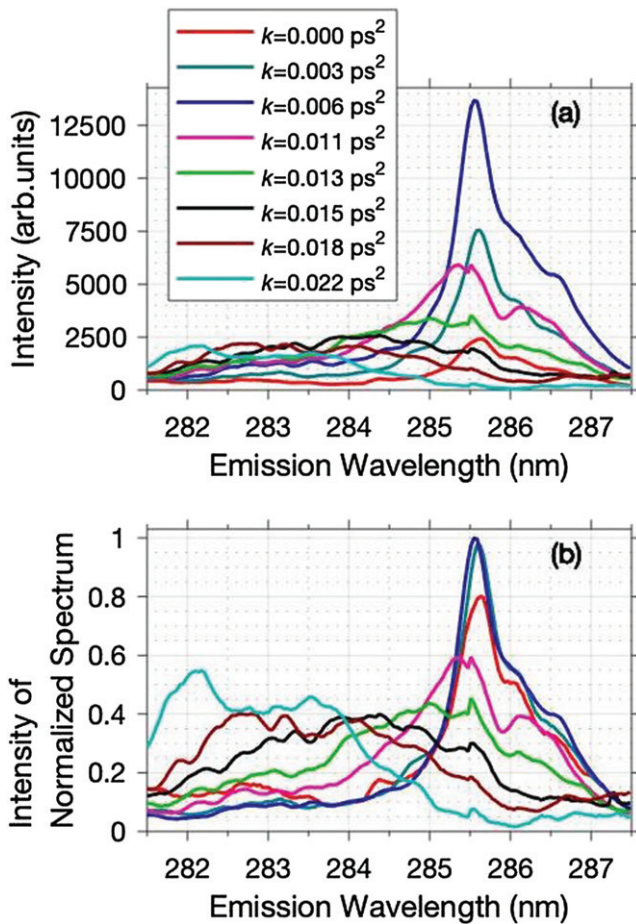 k=0.000 ps²
k=0.003 ps²
k=0.006 ps²
k=0.011 ps²
k=0.013 ps²
k=0.015 ps²
k=0.018 ps²
k=0.022 ps²
(a)
Intensity (arb.units)
12500
10000
7500
5000
2500
0
282 283 284 285 286 287
Emission Wavelength (nm)
(b)
Intensity of
Normalized Spectrum
1
0.8
0.6
0.4
0.2
0
282 283 284 285 286 287
Emission Wavelength (nm)